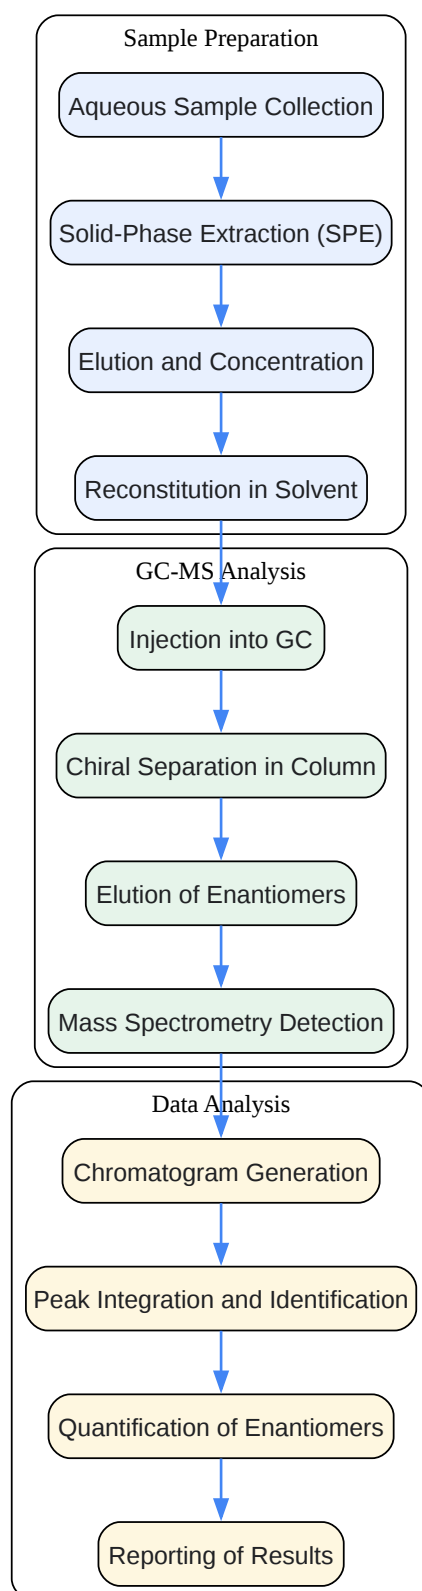 Sample Preparation
Aqueous Sample Collection
Solid-Phase Extraction (SPE)
Elution and Concentration
Reconstitution in Solvent
GC-MS Analysis
Injection into GC
Chiral Separation in Column
Elution of Enantiomers
Mass Spectrometry Detection
Data Analysis
Chromatogram Generation
Peak Integration and Identification
Quantification of Enantiomers
Reporting of Results